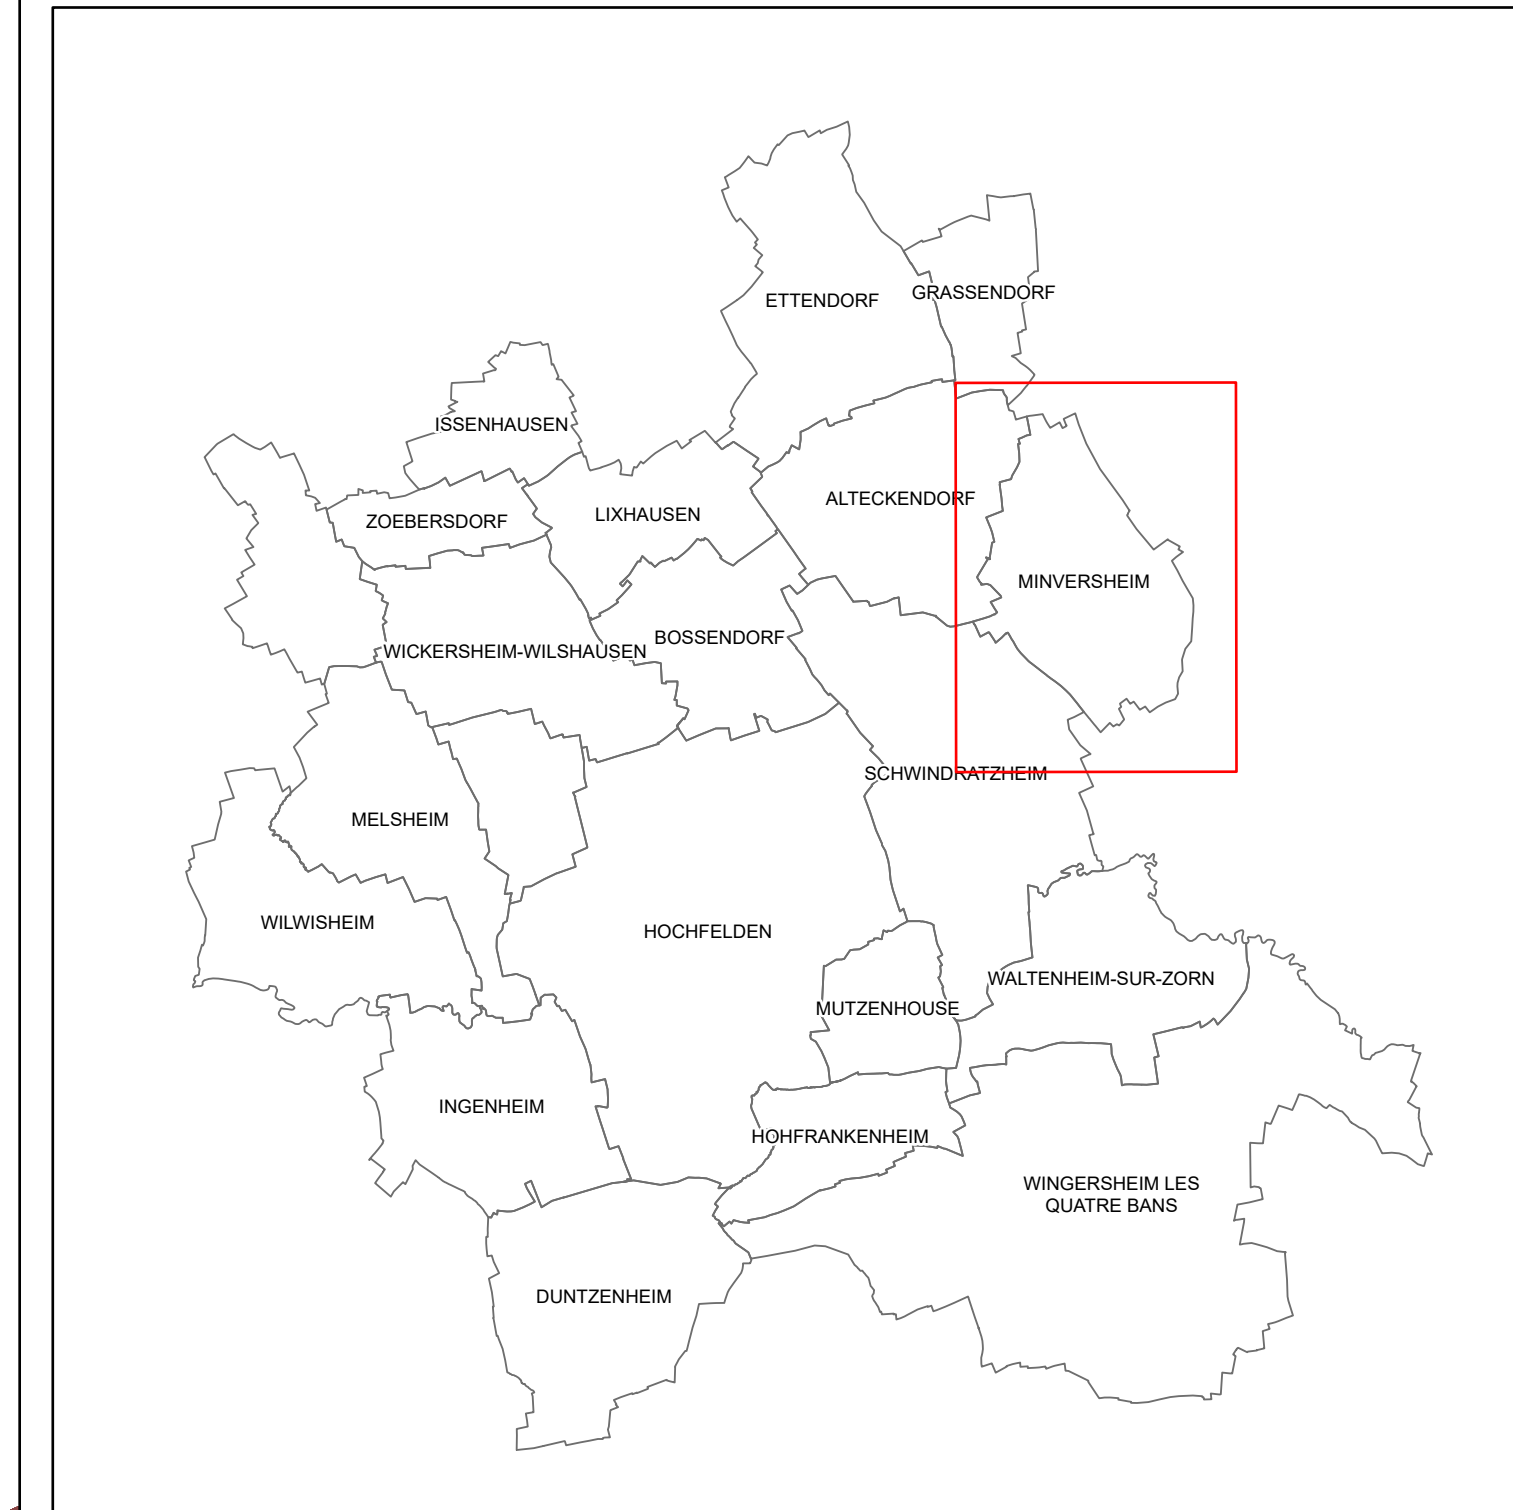 GRASSENDORF
ETTENDORF
ISSENHAUSEN
ALTECKENDORF
LIXHAUSEN
ZOEBERSDORF
MINVERSHEIM
BOSSENDORF
WICKERSHEIM-WILSHAUSEN
SCHWINDRATZHEIM
MELSHEIM
WILWISHEIM
HOCHFELDEN
WALTENHEIM-SUR-ZORN
MUTZENHOUSE
INGENHEIM
HOHFRANKENHEIM
WINGERSHEIM LES
QUATRE BANS
DUNTZENHEIM